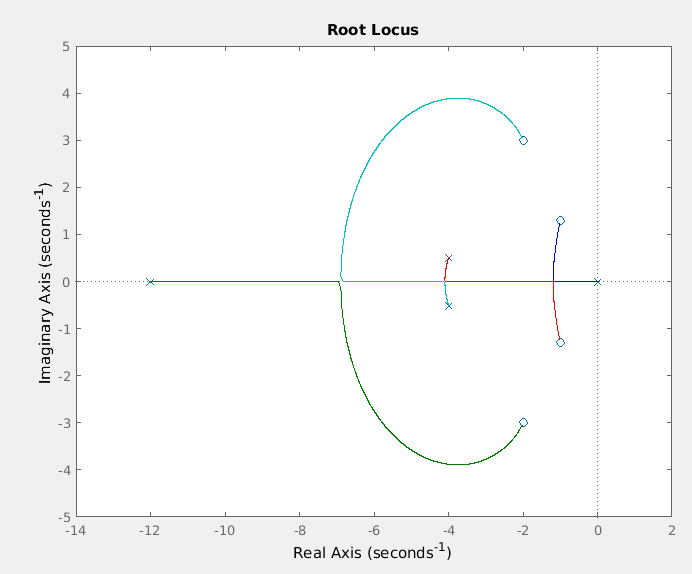 Root Locus
5
4
3
2
1
0
-1
-2
-3
-4
-5
Imaginary Axis (seconds-1)
-14 -12 -10 -8 -6 -4 -2 0 2
Real Axis (seconds-1)